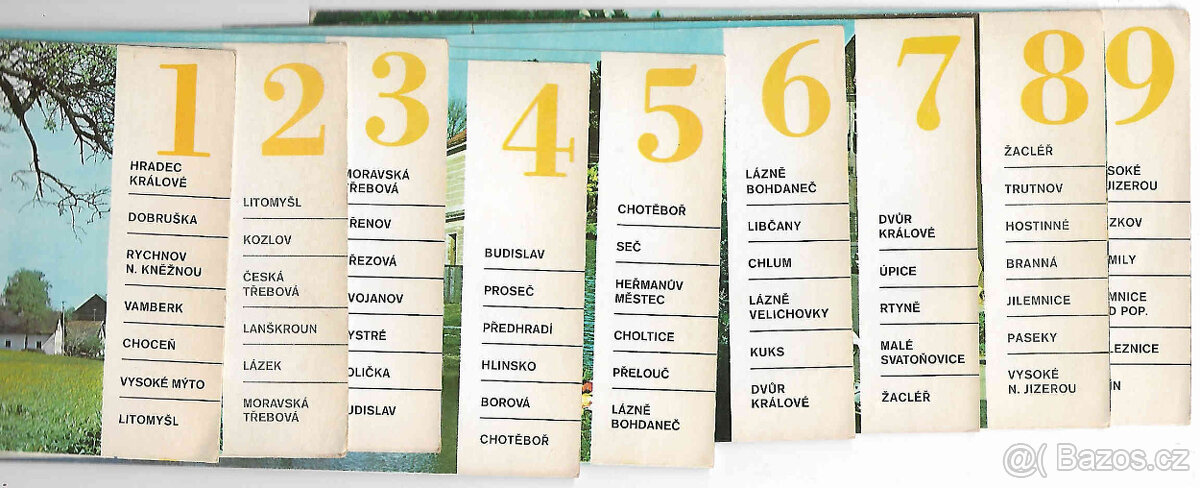 1
HRADEC
KRÁLOVÉ
DOBRUŠKA
RYCHNOV
N. KNĚŽNOU
VAMBERK
CHOCEŇ
VYSOKÉ MÝTO
LITOMYŠL
2
LITOMYŠL
KOZLOV
ČESKÁ
TŘEBOVÁ
LANŠKROUN
LÁZEK
MORAVSKÁ
TŘEBOVÁ
3
MORAVSKÁ
TŘEBOVÁ
ŘENOV
ŘEZOVÁ
VOJANOV
YSTRÉ
OLIČKA
UDISLAV
4
BUDISLAV
PROSEČ
PŘEDHRADÍ
HLINSKO
BOROVÁ
CHOTĚBOŘ
5
CHOTĚBOŘ
SEČ
HEŘMANŮV
MĚSTEC
CHOLTICE
PŘELOUČ
LÁZNĚ
BOHDANEČ
6
LÁZNĚ
BOHDANEČ
LIBČANY
CHLUM
LÁZNĚ
VELICHOVKY
KUKS
DVŮR
KRÁLOVÉ
7
DVŮR
KRÁLOVÉ
ÚPICE
RTYNĚ
MALÉ
SVATOŇOVICE
ŽACLÉŘ
8
ŽACLÉŘ
TRUTNOV
HOSTINNÉ
BRANNÁ
JILEMNICE
PASEKY
VYSOKÉ
N. JIZEROU
9
SOKÉ
JIZEROU
ZKOV
MILY
MNICE
D POP.
LEZNICE
ÍN
@( Bazos.cz